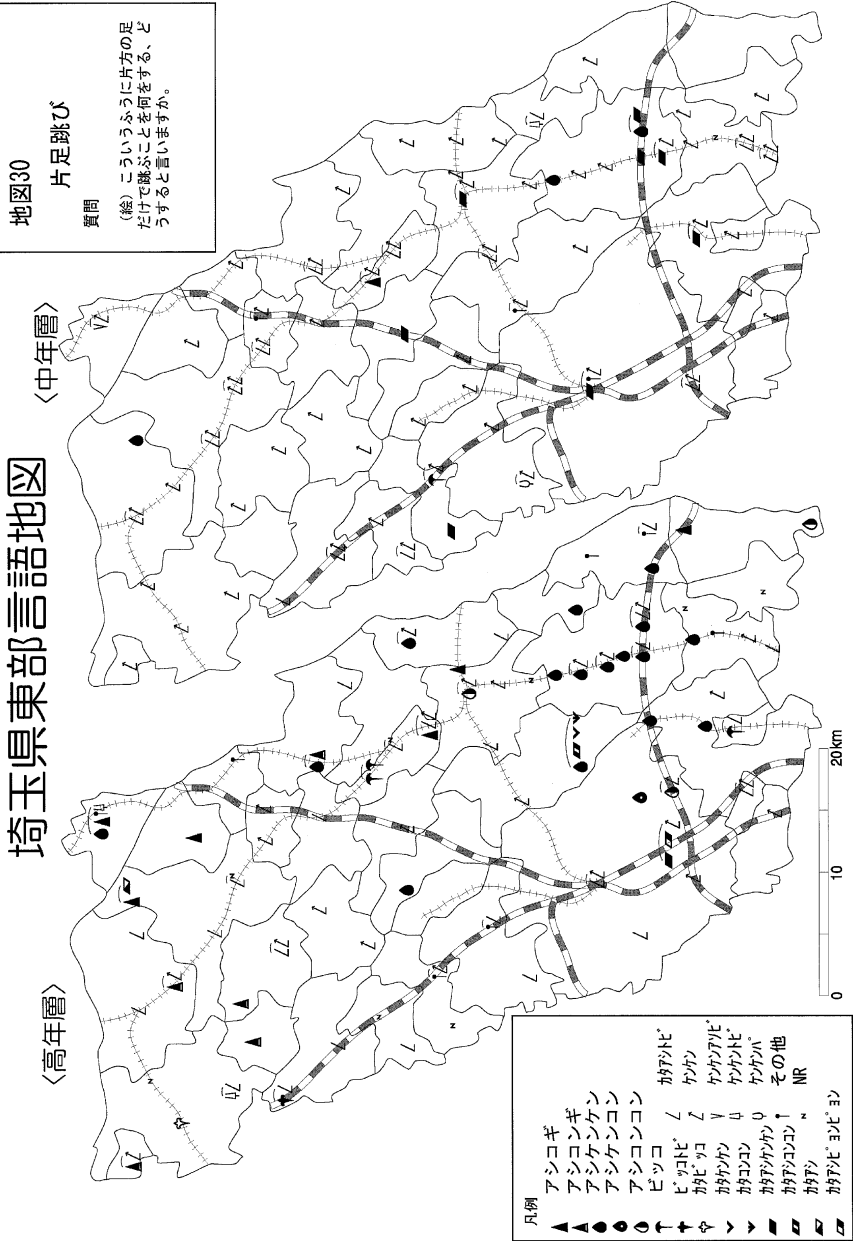 埼玉県東部言語地図
地図30
片足跳び
質問
(絵) こういうふうに片方の足
だけで跳ぶことを何をする、ど
うすると言いますか。
〈高年層〉
〈中年層〉
0 10 20km
凡例
アシコギ
アシコンギ
アシケンケン
アシケンコン
アシコンコン
ビッコ
ビッコトビ
カタビッコ
カタケンケン
カタコンコン
カタアシケンケン
カタアシコンコン
カタアシ
カタアシピョンピョン
カタアシトビ
ケンケン
ケンケンアソビ
ケンケントビ
ケンケンパ
その他
N NR